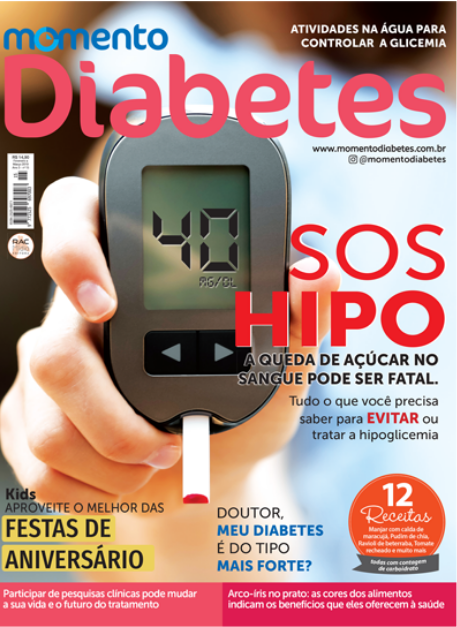 momento
Diabetes
ATIVIDADES NA ÁGUA PARA
CONTROLAR A GLICEMIA
www.momentodiabetes.com.br
@momentodiabetes
R$ 14,90
RAC
40
MG/DL
SOS
HIPO
A QUEDA DE AÇÚCAR NO
SANGUE PODE SER FATAL.
Tudo o que você precisa
saber para EVITAR ou
tratar a hipoglicemia
Kids
APROVEITE O MELHOR DAS
FESTAS DE
ANIVERSÁRIO
DOUTOR,
MEU DIABETES
É DO TIPO
MAIS FORTE?
12
Receitas
Manjar com calda de
maracujá, Pudim de chia,
Ravioli de beterraba, Tomate
recheado e muito mais
todas com contagem
de carboidrato
Participar de pesquisas clínicas pode mudar
a sua vida e o futuro do tratamento
Arco-íris no prato: as cores dos alimentos
indicam os benefícios que eles oferecem à saúde